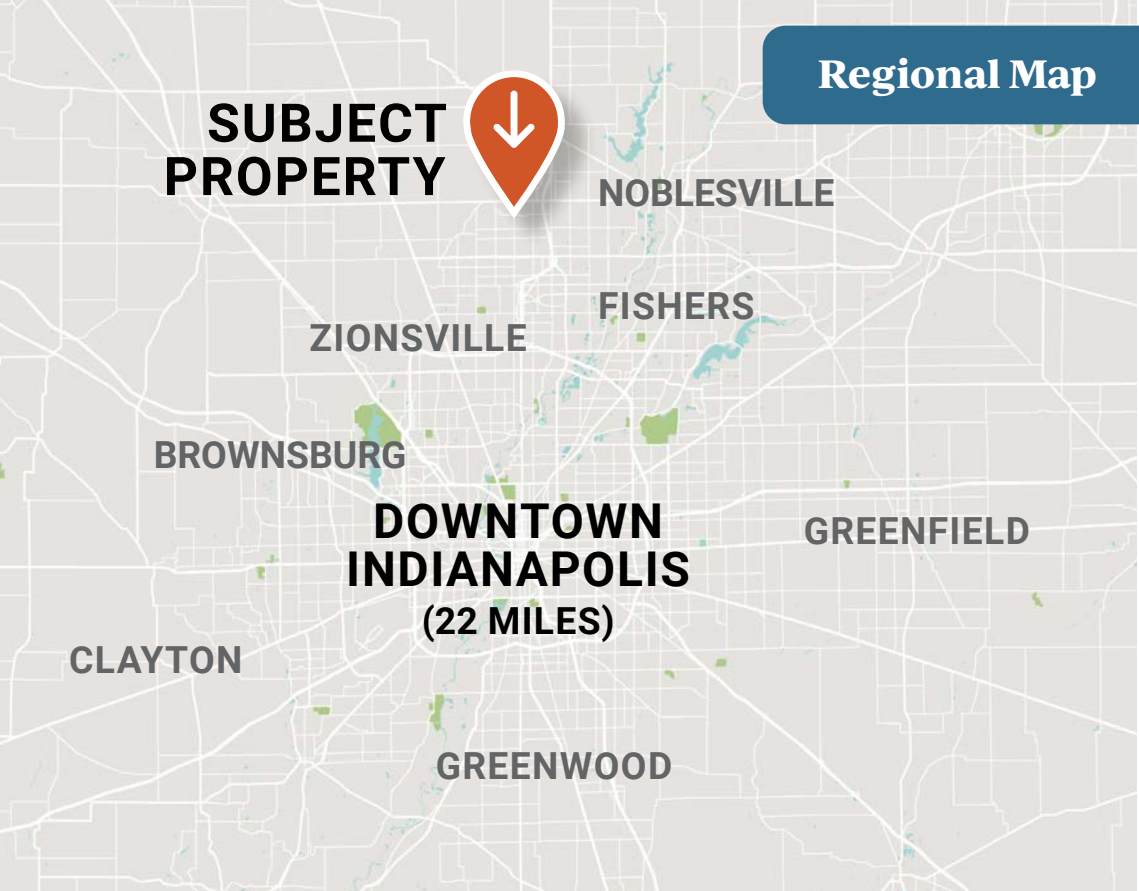 Regional Map
SUBJECT
PROPERTY
NOBLESVILLE
FISHERS
ZIONSVILLE
BROWNSBURG
DOWNTOWN
INDIANAPOLIS
(22 MILES)
GREENFIELD
CLAYTON
GREENWOOD